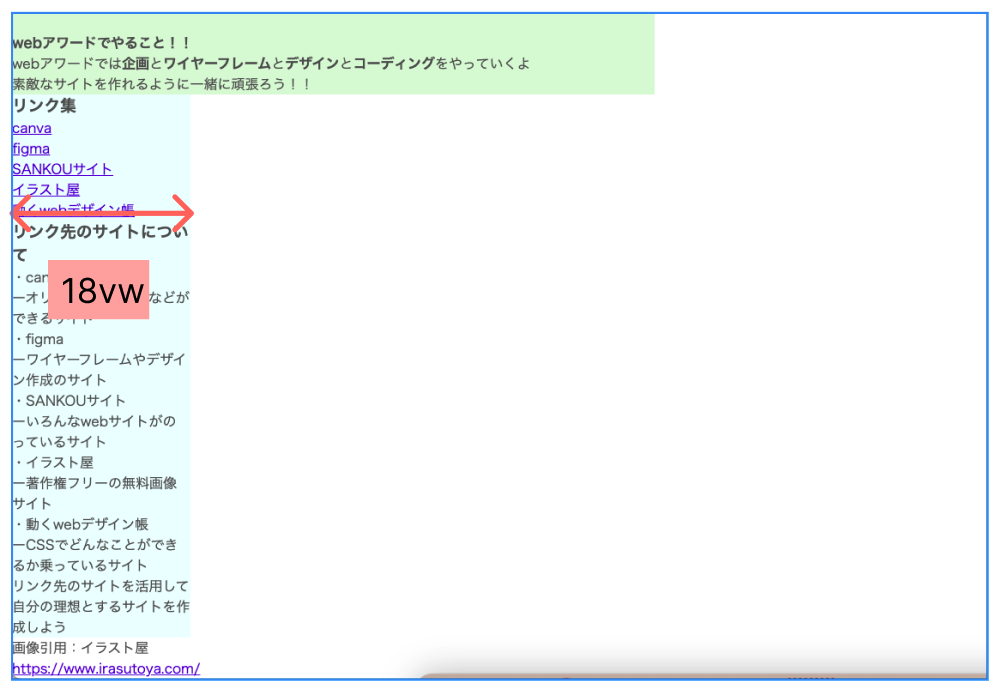 webアワードでやること！！
webアワードでは企画とワイヤーフレームとデザインとコーディングをやっていくよ
素敵なサイトを作れるように一緒に頑張ろう！！
リンク集
canva
figma
SANKOUサイト
イラスト屋
動くwebデザイン帳
リンク先のサイトについ
て
18vw
などが
できるサイト
・figma
ーワイヤーフレームやデザイ
ン作成のサイト
・SANKOUサイト
ーいろんなwebサイトがの
っているサイト
・イラスト屋
ー著作権フリーの無料画像
サイト
・動くwebデザイン帳
ーCSSでどんなことができ
るか乗っているサイト
リンク先のサイトを活用して
自分の理想とするサイトを作
成しよう
画像引用：イラスト屋
https://www.irasutoya.com/